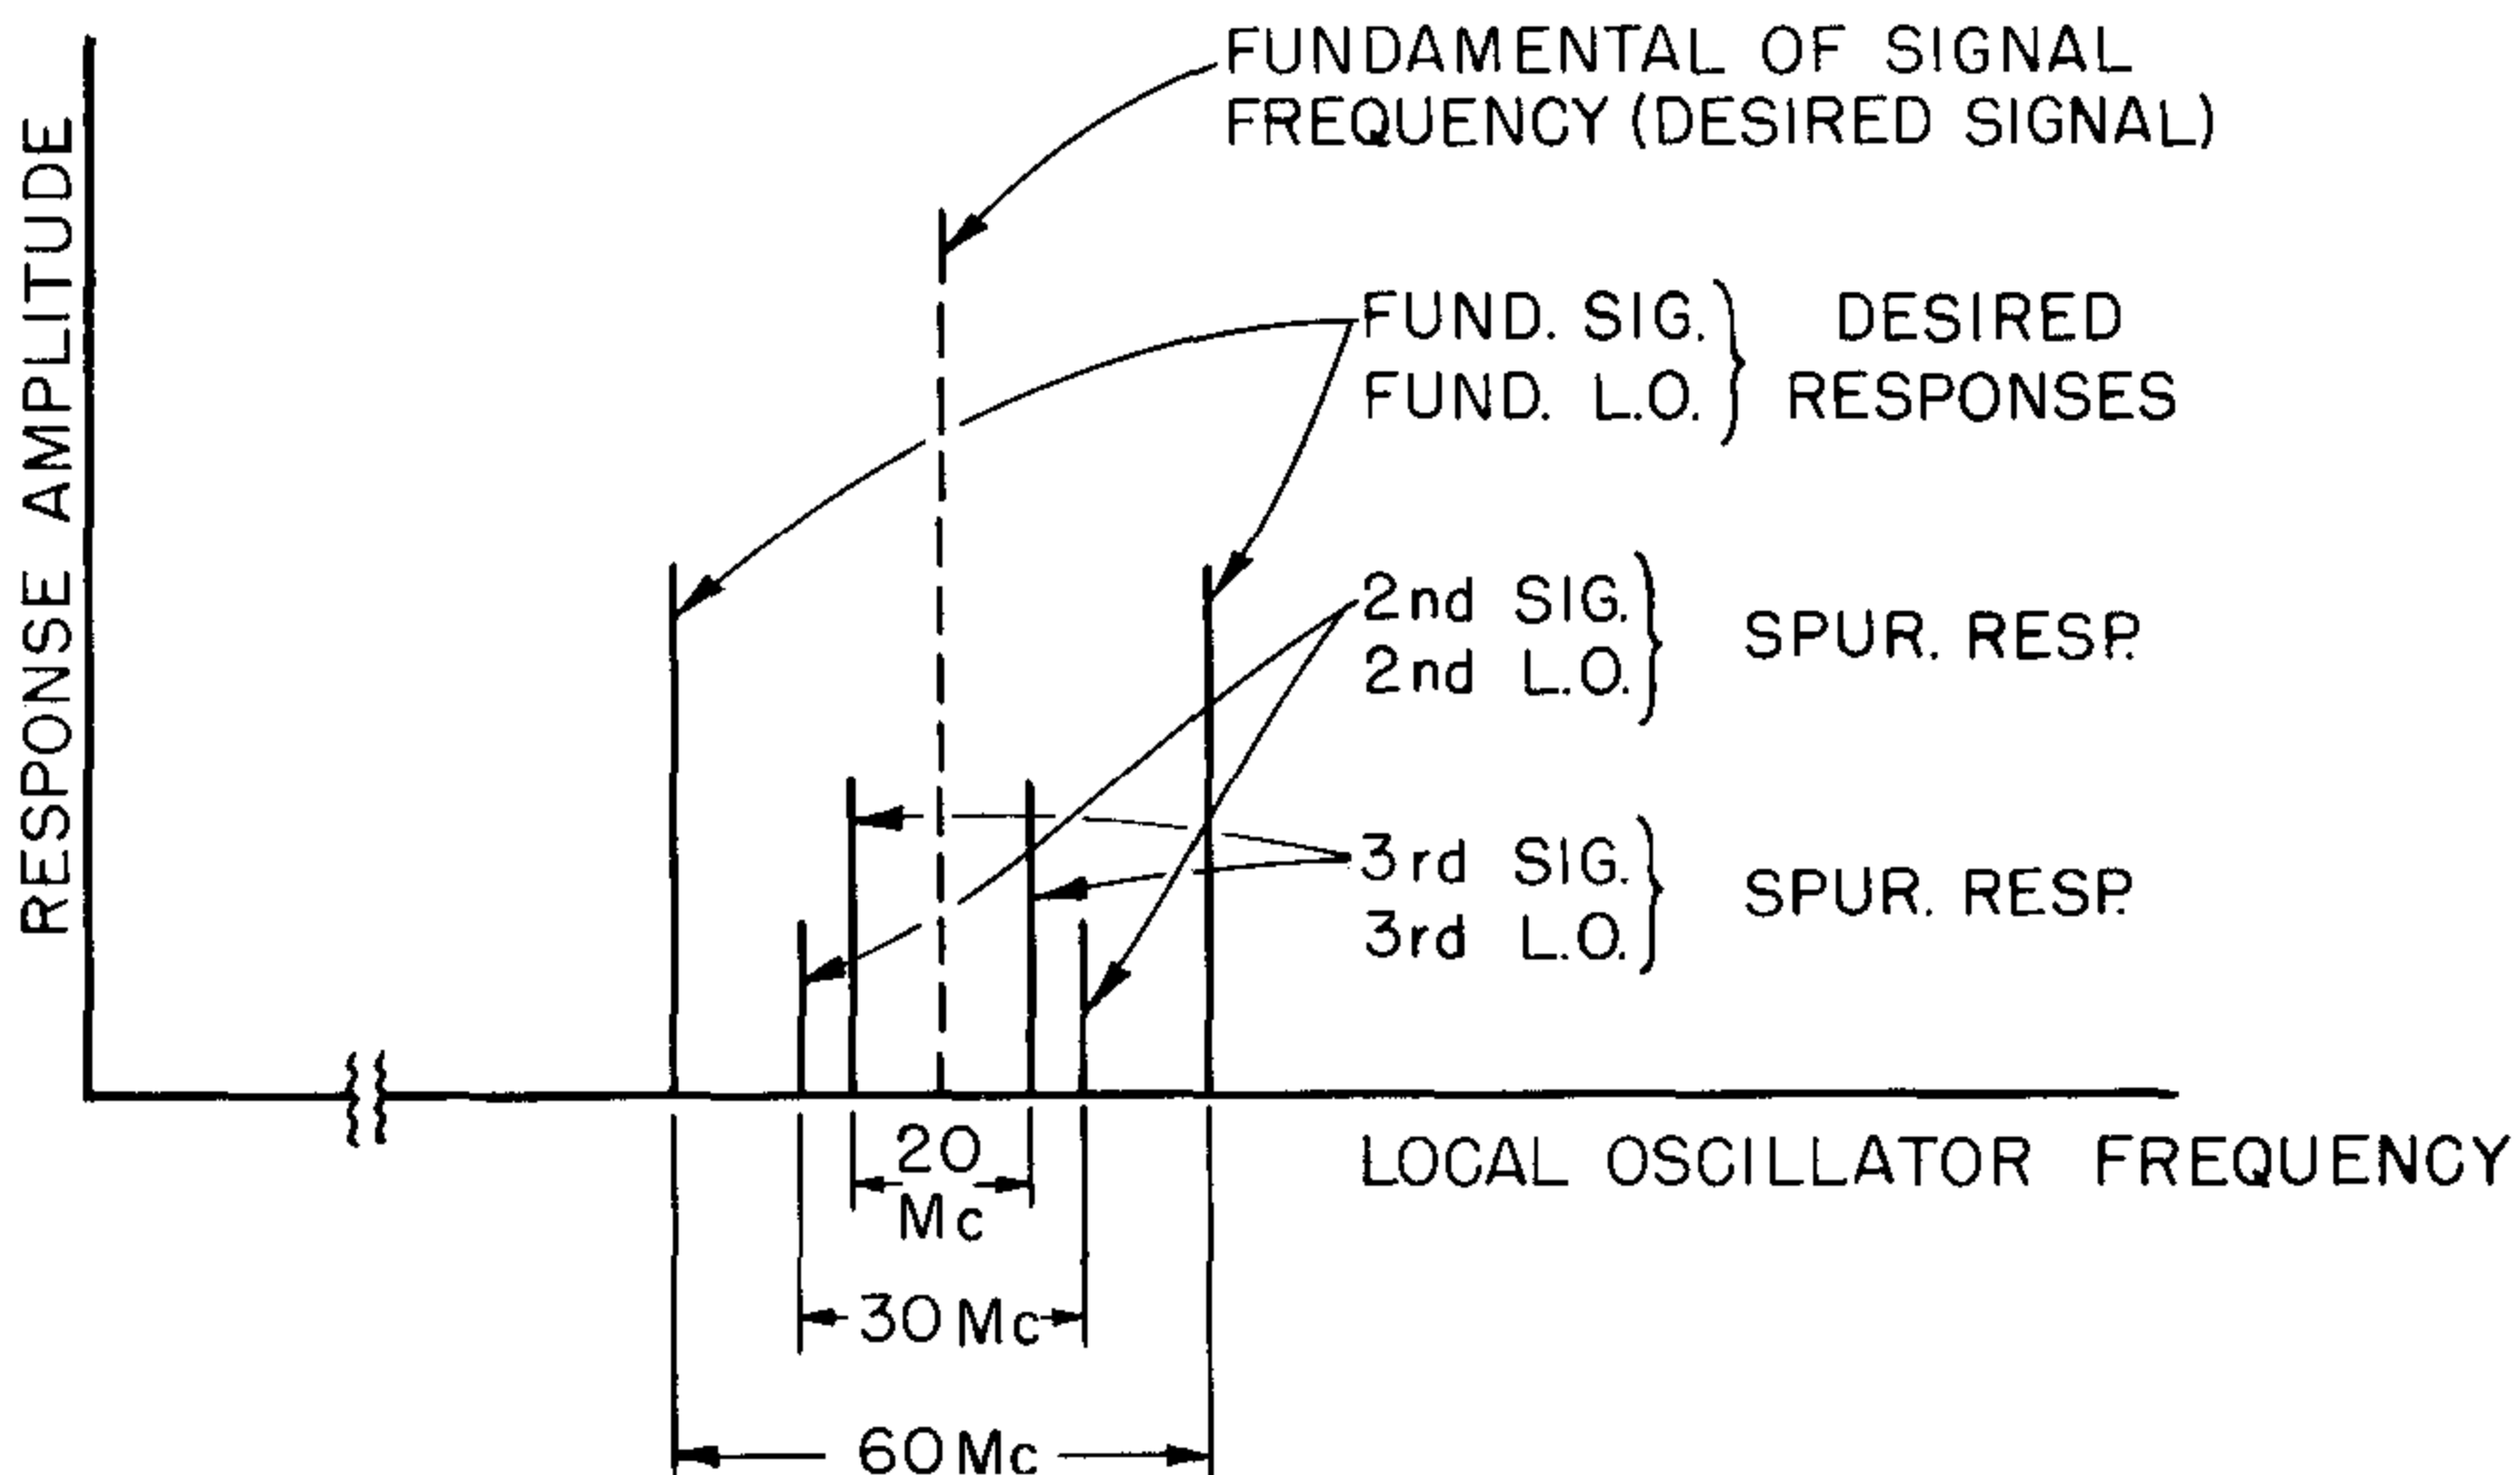 FUNDAMENTAL OF SIGNAL
FREQUENCY (DESIRED SIGNAL)
RESPONSE AMPLITUDE
FUND. SIG.
FUND. L.O.
DESIRED
RESPONSES
2nd SIG.
2nd L.O.
SPUR. RESP.
3rd SIG.
3rd L.O.
SPUR. RESP.
LOCAL OSCILLATOR FREQUENCY
20
Mc
30 Mc
60 Mc